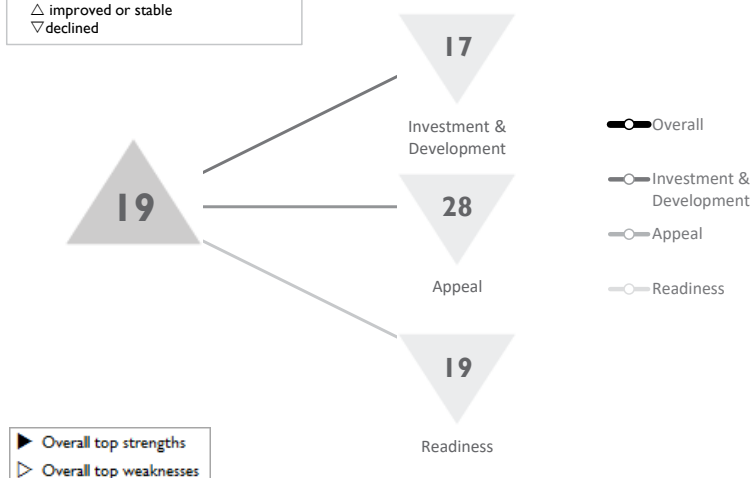 △ improved or stable
▽ declined
17
Investment &
Development
19
28
Appeal
19
Readiness
Overall
Investment &
Development
Appeal
Readiness
▶ Overall top strengths
▷ Overall top weaknesses